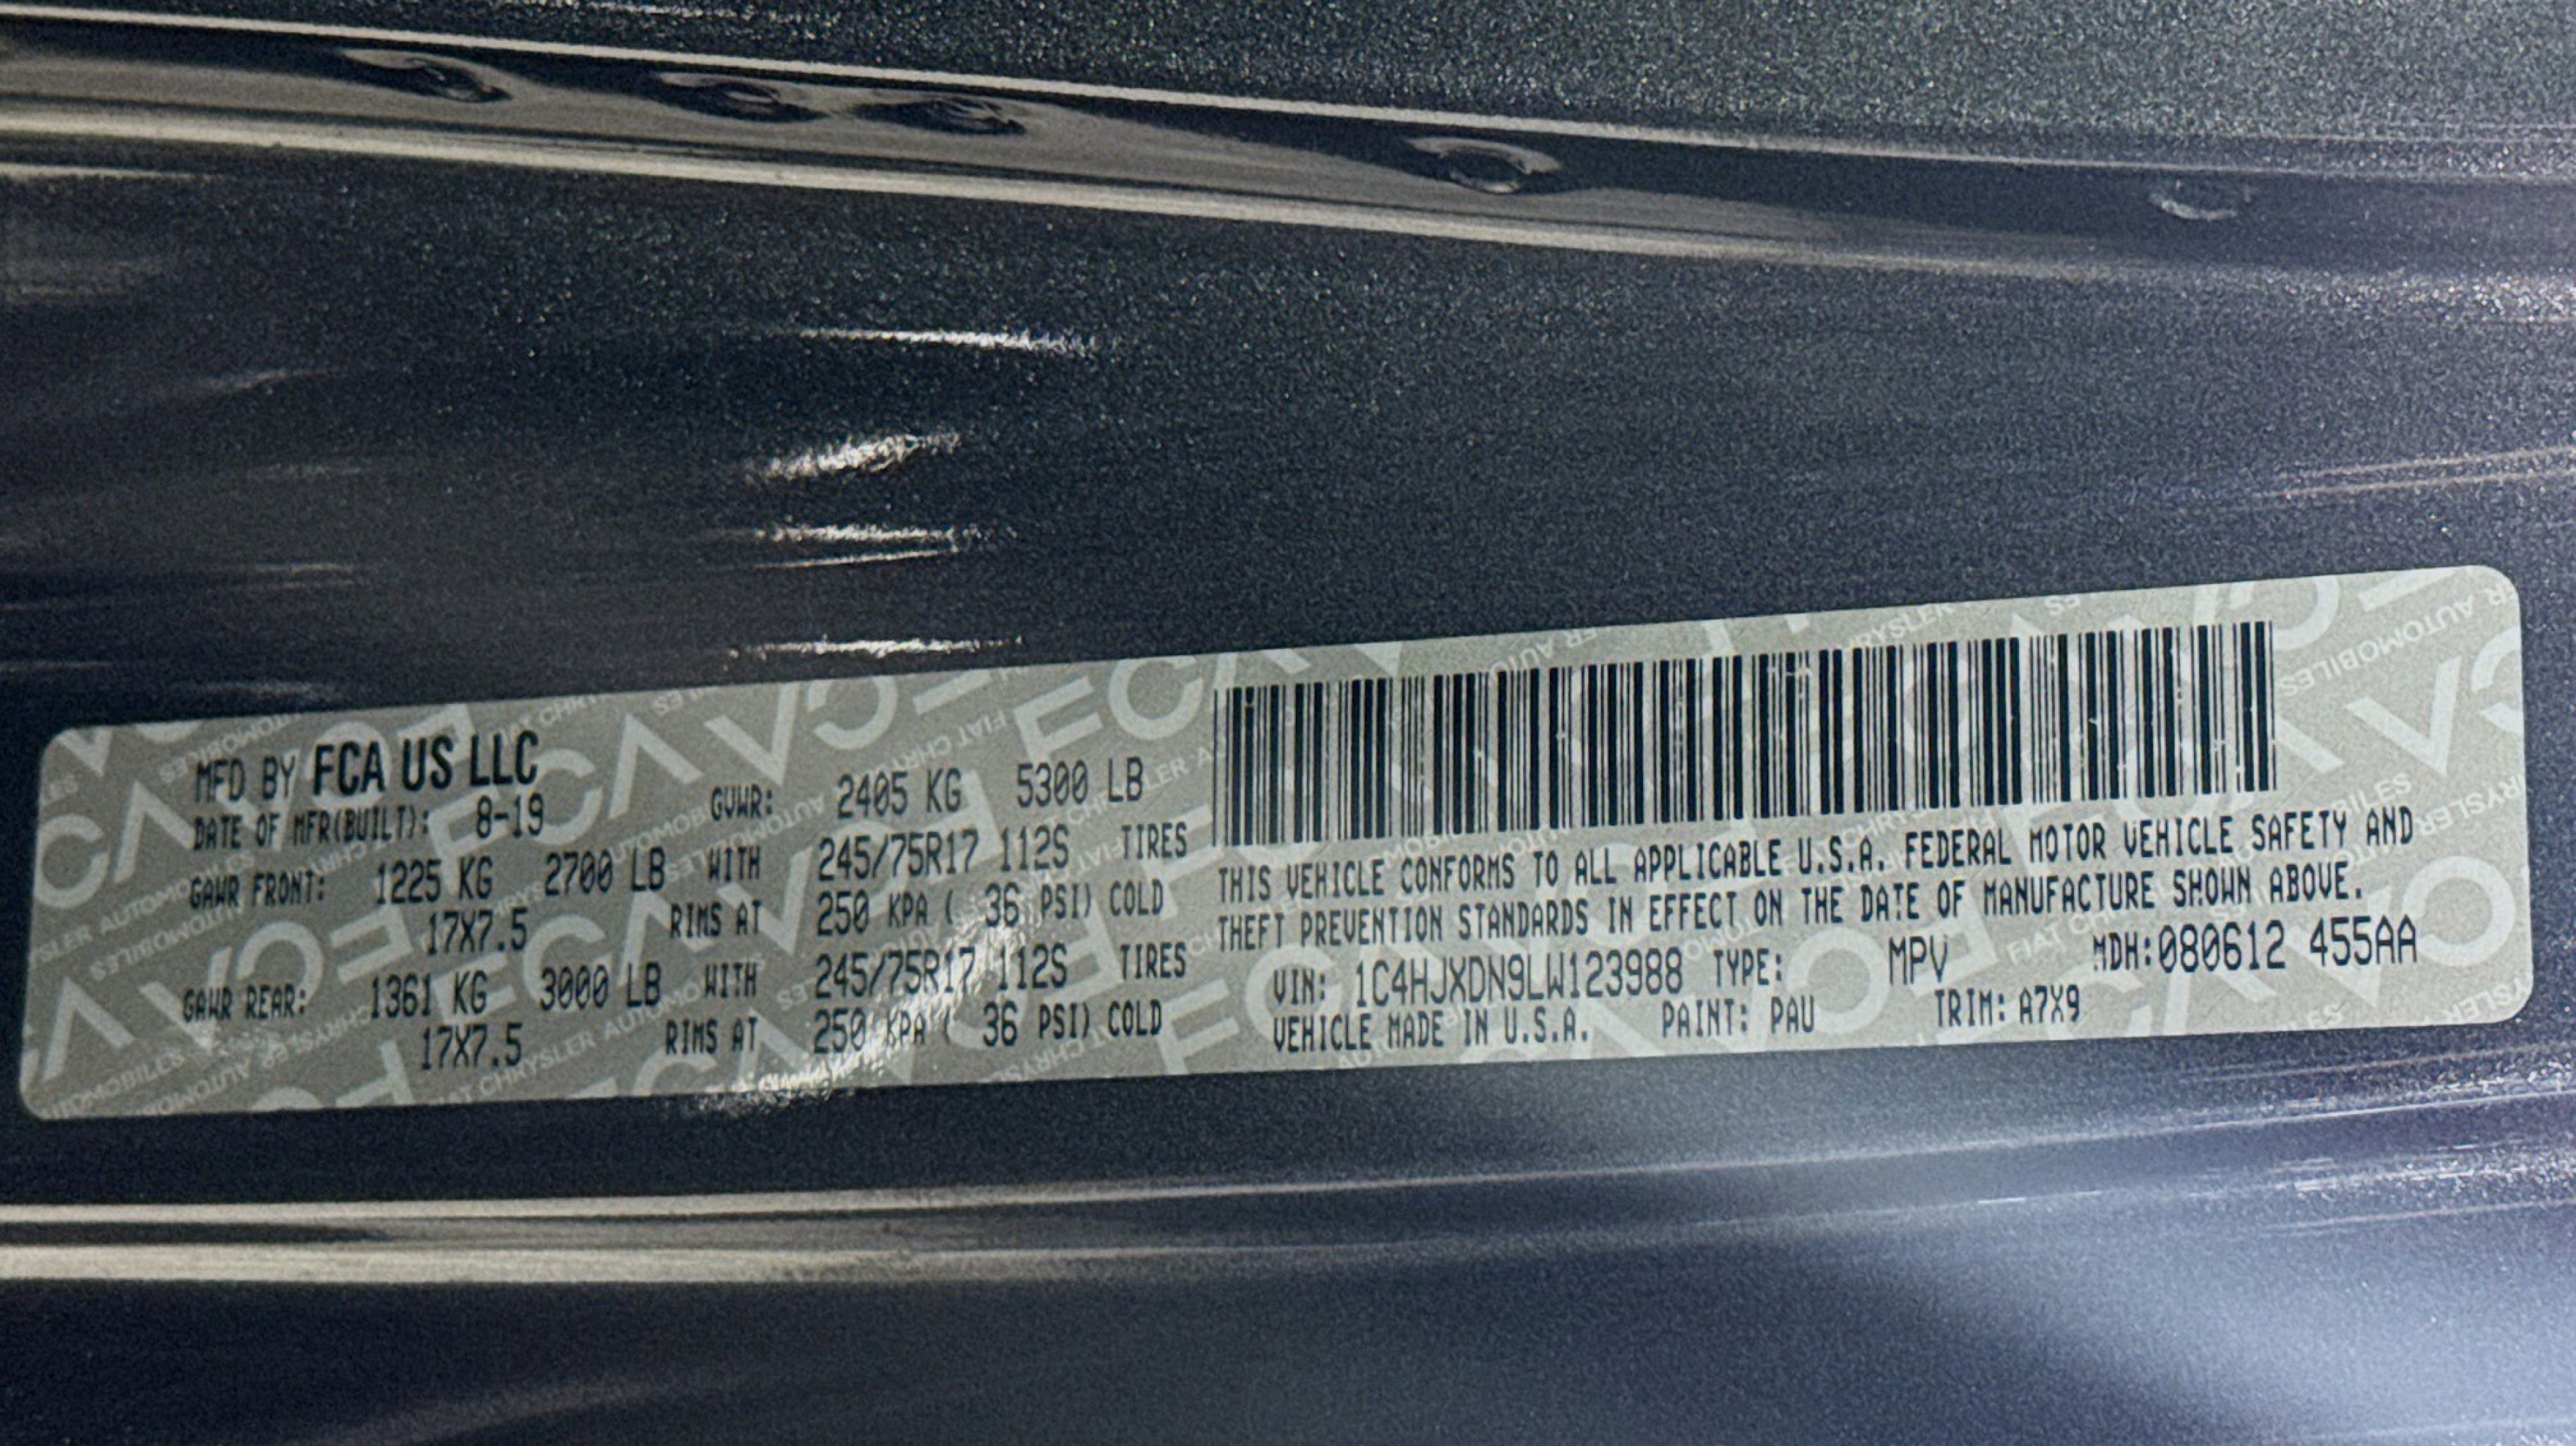 MFD BY FCA US LLC
DATE OF MFR(BUILT): 8-19 GVWR: 2405 KG 5300 LB
GAWR FRONT: 1225 KG 2700 LB WITH 245/75R17 112S TIRES
17X7.5 RIMS AT 250 KPA ( 36 PSI) COLD
GAWR REAR: 1361 KG 3000 LB WITH 245/75R17 112S TIRES
17X7.5 RIMS AT 250 KPA ( 36 PSI) COLD
THIS VEHICLE CONFORMS TO ALL APPLICABLE U.S.A. FEDERAL MOTOR VEHICLE SAFETY AND
THEFT PREVENTION STANDARDS IN EFFECT ON THE DATE OF MANUFACTURE SHOWN ABOVE.
VIN: 1C4HJXDN9LW123988 TYPE: MPV MDH:080612 455AA
VEHICLE MADE IN U.S.A. PAINT: PAU TRIM: A7X9